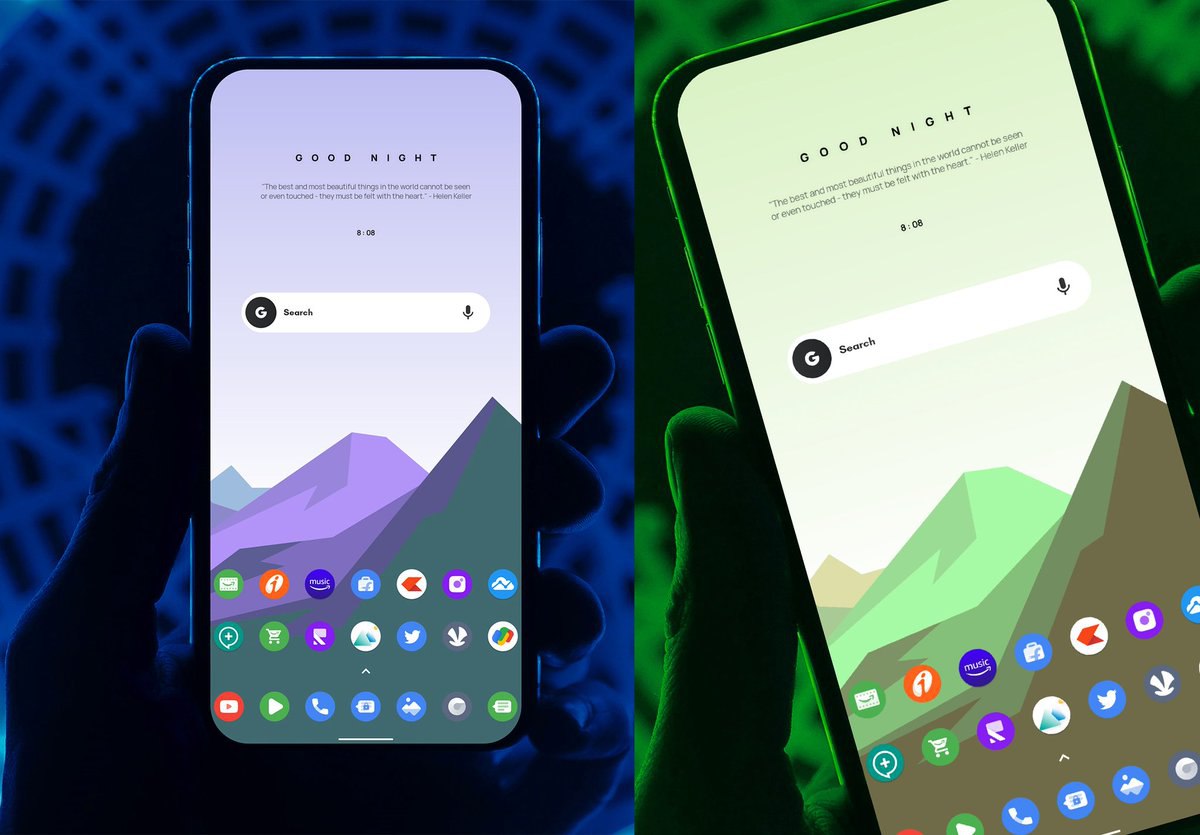 GOOD NIGHT
"The best and most beautiful things in the world cannot be seen
or even touched - they must be felt with the heart." - Helen Keller
8:08
G Search
music
GOOD NIGHT
"The best and most beautiful things in the world cannot be seen
or even touched - they must be felt with the heart." - Helen Keller
8:08
G Search
music